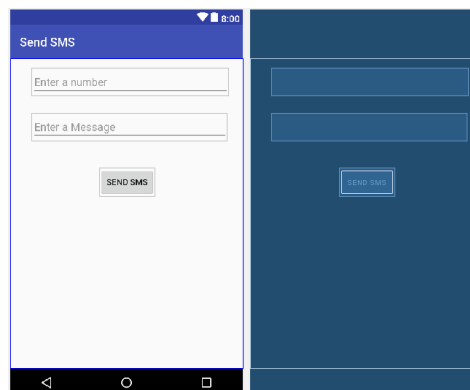 8:00
Send SMS
Enter a number
Enter a Message
SEND SMS
SEND SMS